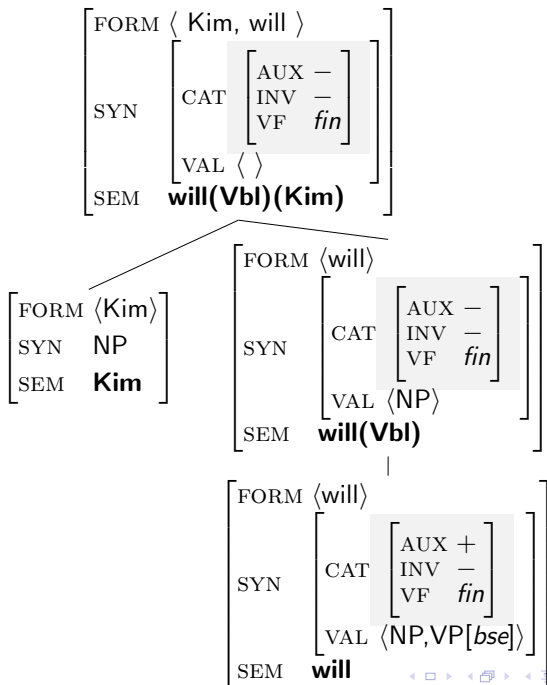 FORM ⟨ Kim, will ⟩
AUX −
CAT INV −
SYN VF fin
VAL ⟨ ⟩
SEM will(Vbl)(Kim)
FORM ⟨Kim⟩
SYN NP
SEM Kim
FORM ⟨will⟩
AUX −
CAT INV −
SYN VF fin
VAL ⟨NP⟩
SEM will(Vbl)
FORM ⟨will⟩
AUX +
CAT INV −
SYN VF fin
VAL ⟨NP,VP[bse]⟩
SEM will